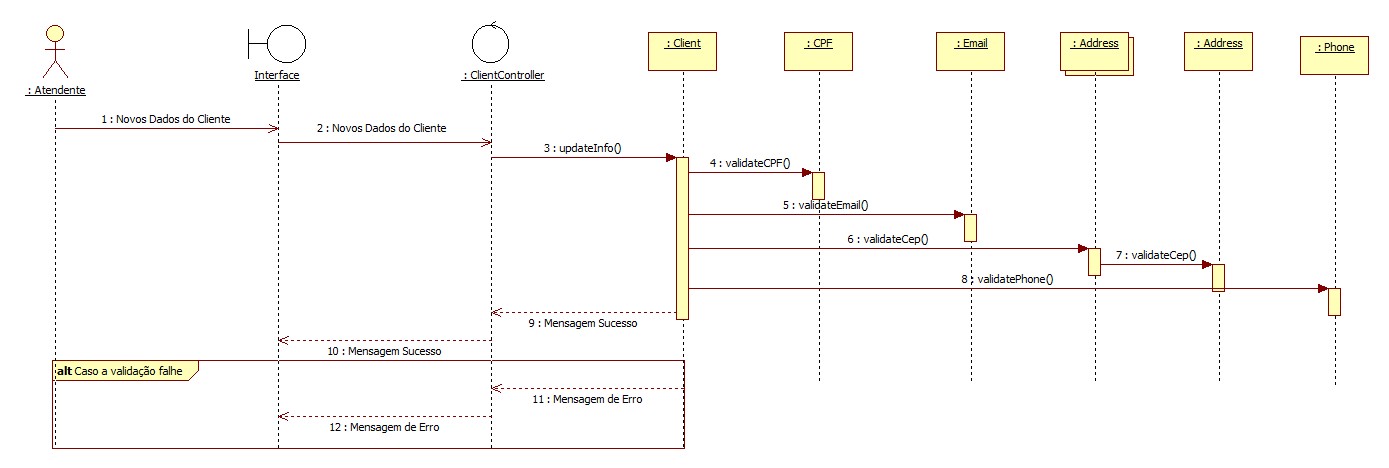 : Atendente
Interface
: ClientController
: Client
: CPF
: Email
: Address
: Address
: Phone
1 : Novos Dados do Cliente
2 : Novos Dados do Cliente
3 : updateInfo()
4 : validateCPF()
5 : validateEmail()
6 : validateCep()
7 : validateCep()
8 : validatePhone()
9 : Mensagem Sucesso
10 : Mensagem Sucesso
alt Caso a validação falhe
11 : Mensagem de Erro
12 : Mensagem de Erro